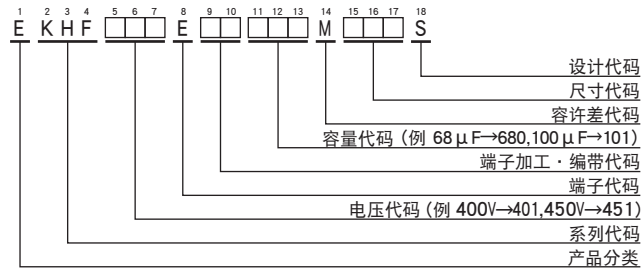 1 2 3 4 5 6 7 8 9 10 11 12 13 14 15 16 17 18
E KHF □□□ E □□ □□□ M □□□ S
设计代码
尺寸代码
容许差代码
容量代码 (例 68μF→680,100μF→101)
端子加工・编带代码
端子代码
电压代码 (例 400V→401,450V→451)
系列代码
产品分类